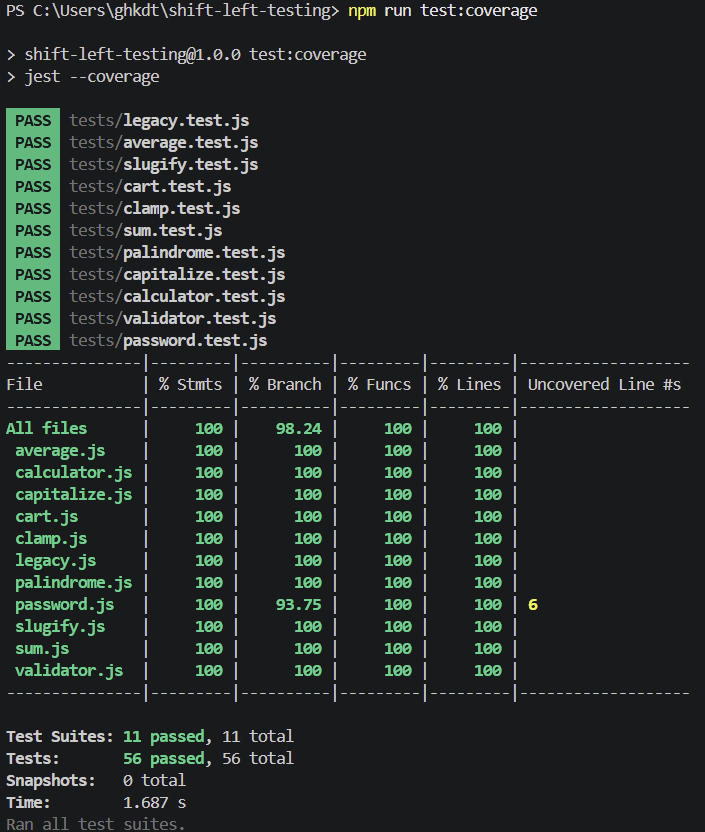 PS C:\Users\ghkdt\shift-left-testing> npm run test:coverage
> shift-left-testing@1.0.0 test:coverage
> jest --coverage
PASS tests/legacy.test.js
PASS tests/average.test.js
PASS tests/slugify.test.js
PASS tests/cart.test.js
PASS tests/clamp.test.js
PASS tests/sum.test.js
PASS tests/palindrome.test.js
PASS tests/capitalize.test.js
PASS tests/calculator.test.js
PASS tests/validator.test.js
PASS tests/password.test.js
---------------|---------|----------|---------|---------|-------------------
File           | % Stmts | % Branch | % Funcs | % Lines | Uncovered Line #s
---------------|---------|----------|---------|---------|-------------------
All files      |     100 |    98.24 |     100 |     100 |
 average.js    |     100 |      100 |     100 |     100 |
 calculator.js |     100 |      100 |     100 |     100 |
 capitalize.js |     100 |      100 |     100 |     100 |
 cart.js       |     100 |      100 |     100 |     100 |
 clamp.js      |     100 |      100 |     100 |     100 |
 legacy.js     |     100 |      100 |     100 |     100 |
 palindrome.js |     100 |      100 |     100 |     100 |
 password.js   |     100 |    93.75 |     100 |     100 | 6
 slugify.js    |     100 |      100 |     100 |     100 |
 sum.js        |     100 |      100 |     100 |     100 |
 validator.js  |     100 |      100 |     100 |     100 |
---------------|---------|----------|---------|---------|-------------------
Test Suites: 11 passed, 11 total
Tests:       56 passed, 56 total
Snapshots:   0 total
Time:        1.687 s
Ran all test suites.